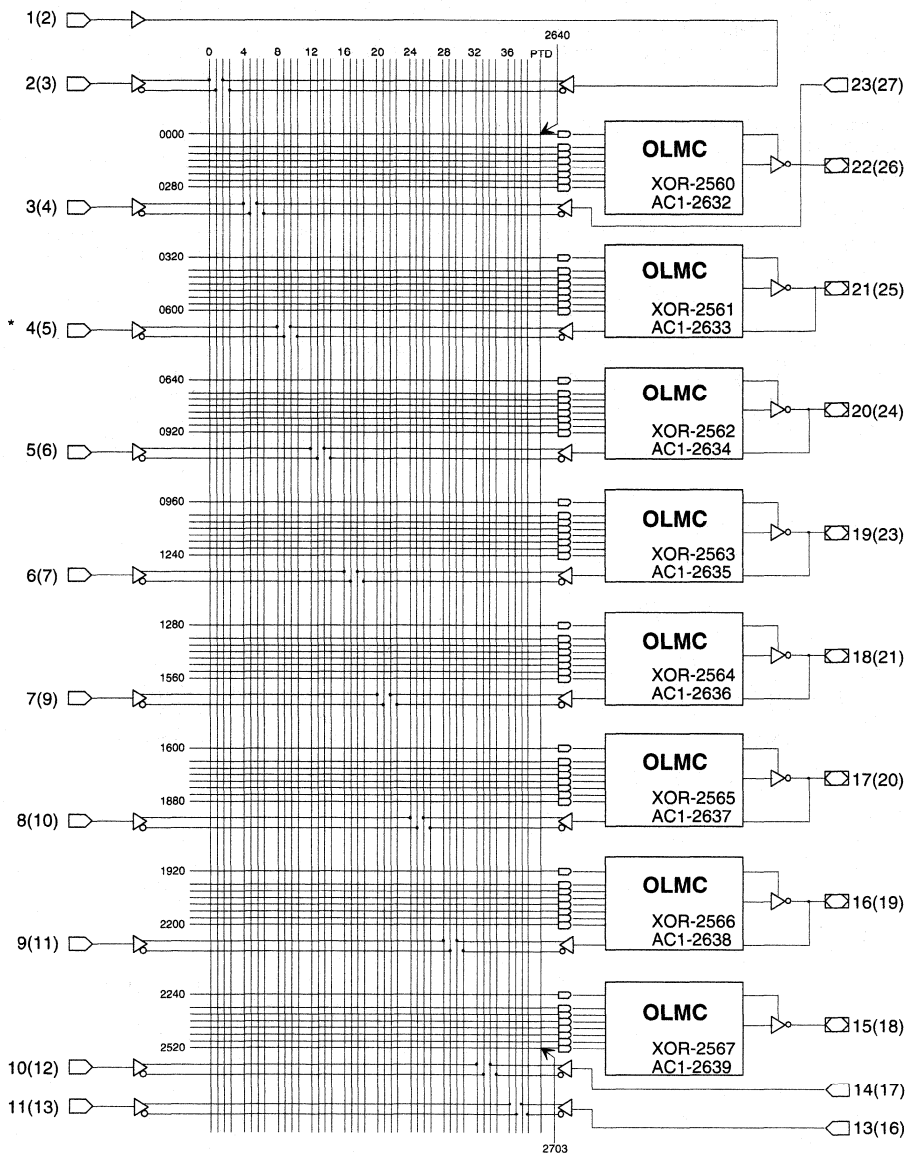 1(2)
2640
0 4 8 12 16 20 24 28 32 36 PTD
2(3)
23(27)
0000
OLMC
22(26)
0280
XOR-2560
AC1-2632
3(4)
0320
OLMC
21(25)
0600
XOR-2561
AC1-2633
* 4(5)
0640
OLMC
20(24)
0920
XOR-2562
AC1-2634
5(6)
0960
OLMC
19(23)
1240
XOR-2563
AC1-2635
6(7)
1280
OLMC
18(21)
1560
XOR-2564
AC1-2636
7(9)
1600
OLMC
17(20)
1880
XOR-2565
AC1-2637
8(10)
1920
OLMC
16(19)
2200
XOR-2566
AC1-2638
9(11)
2240
OLMC
15(18)
2520
XOR-2567
AC1-2639
10(12)
14(17)
11(13)
13(16)
2703